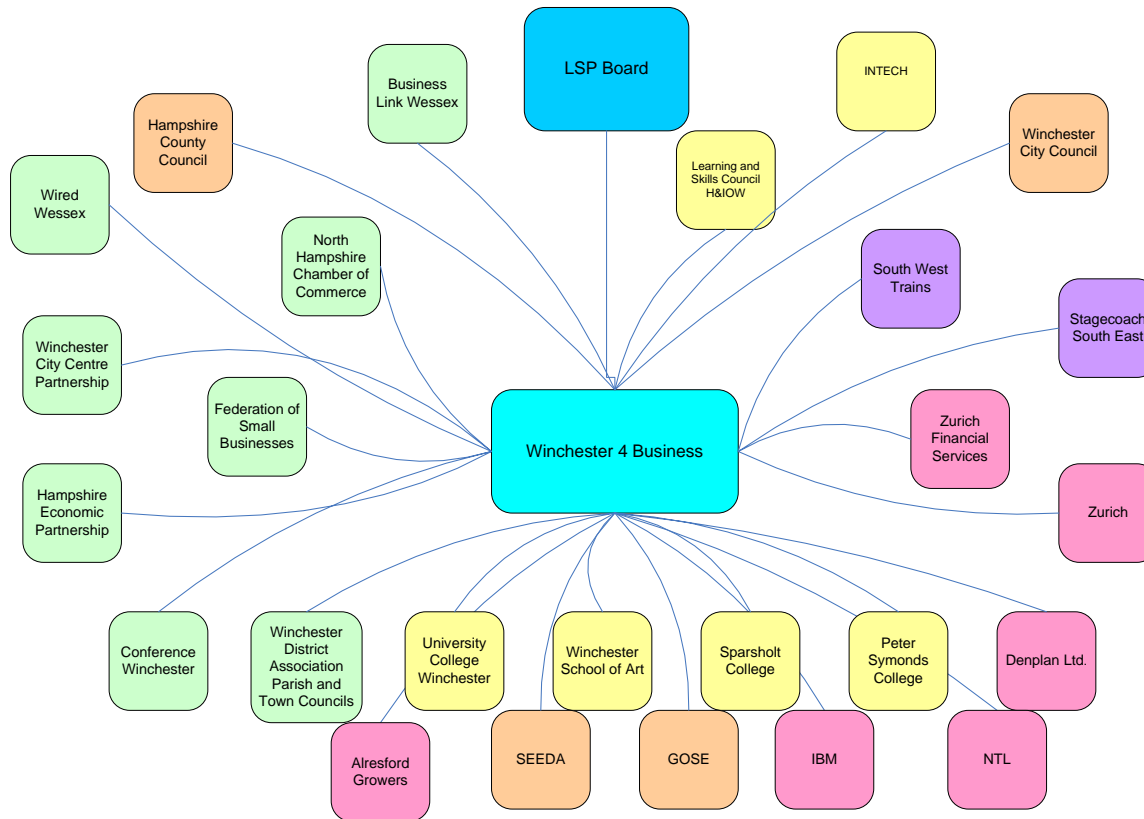 LSP Board
INTECH
Business
Link Wessex
Hampshire
County
Council
Winchester
City Council
Learning and
Skills Council
H&IOW
Wired
Wessex
North
Hampshire
Chamber of
Commerce
South West
Trains
Stagecoach
South East
Winchester
City Centre
Partnership
Federation of
Small
Businesses
Winchester 4 Business
Zurich
Financial
Services
Hampshire
Economic
Partnership
Zurich
Conference
Winchester
Winchester
District
Association
Parish and
Town Councils
University
College
Winchester
Winchester
School of Art
Sparsholt
College
Peter
Symonds
College
Denplan Ltd.
Alresford
Growers
SEEDA
GOSE
IBM
NTL